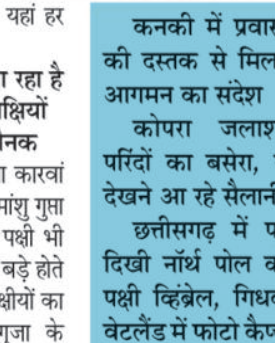 यहां हर
रहा है
क्षियों
कारवां
मांशु गुप्ता
पक्षी भी
बड़े होते
क्षीयों का
के
कनकी में प्रवास
की दस्तक से मिल
आगमन का संदेश
कोपरा जलाश
परिंदों का बसेरा,
देखने आ रहे सैलानी
छत्तीसगढ़ में प
दिखी नॉर्थ पोल क
पक्षी व्हिंब्रेल, गिधव
वेटलैंड में फोटो कैप